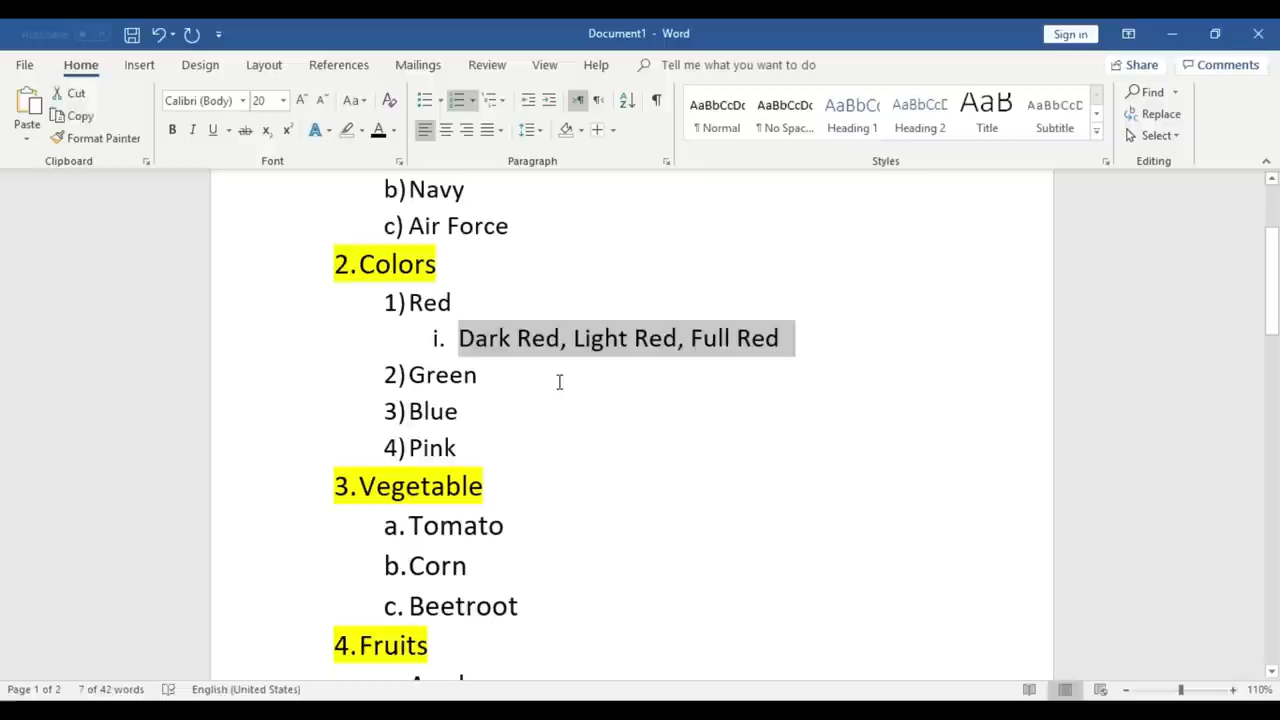 AutoSave
Document1 - Word
Sign in
File Home Insert Design Layout References Mailings Review View Help Tell me what you want to do Share Comments
Paste
Cut
Copy
Format Painter
Clipboard
Calibri (Body) 20
Font
Paragraph
AaBbCcDc AaBbCcDc AaBbC AaBbCcD AaB AaBbCcD
¶ Normal ¶ No Spac... Heading 1 Heading 2 Title Subtitle
Styles
Find
Replace
Select
Editing
b) Navy
c) Air Force
2. Colors
1) Red
i. Dark Red, Light Red, Full Red
2) Green
3) Blue
4) Pink
3. Vegetable
a. Tomato
b. Corn
c. Beetroot
4. Fruits
Page 1 of 2 7 of 42 words English (United States) 110%